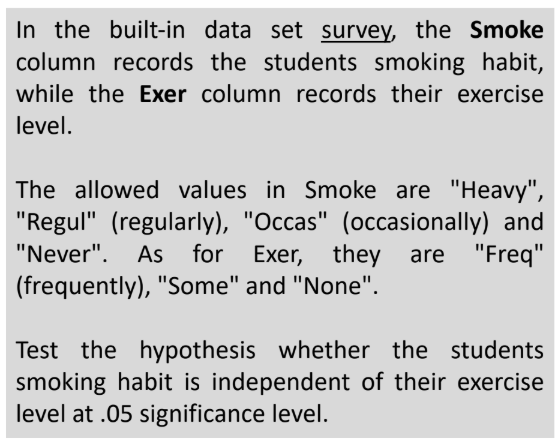 In the built-in data set survey, the Smoke
column records the students smoking habit,
while the Exer column records their exercise
level.
The allowed values in Smoke are "Heavy",
"Regul" (regularly), "Occas" (occasionally) and
"Never". As for Exer, they are "Freq"
(frequently), "Some" and "None".
Test the hypothesis whether the students
smoking habit is independent of their exercise
level at .05 significance level.